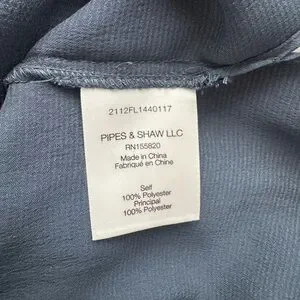 2112FL1440117
PIPES & SHAW LLC
RN155820
Made in China
Fabriqué en Chine
Self
100% Polyester
Principal
100% Polyester